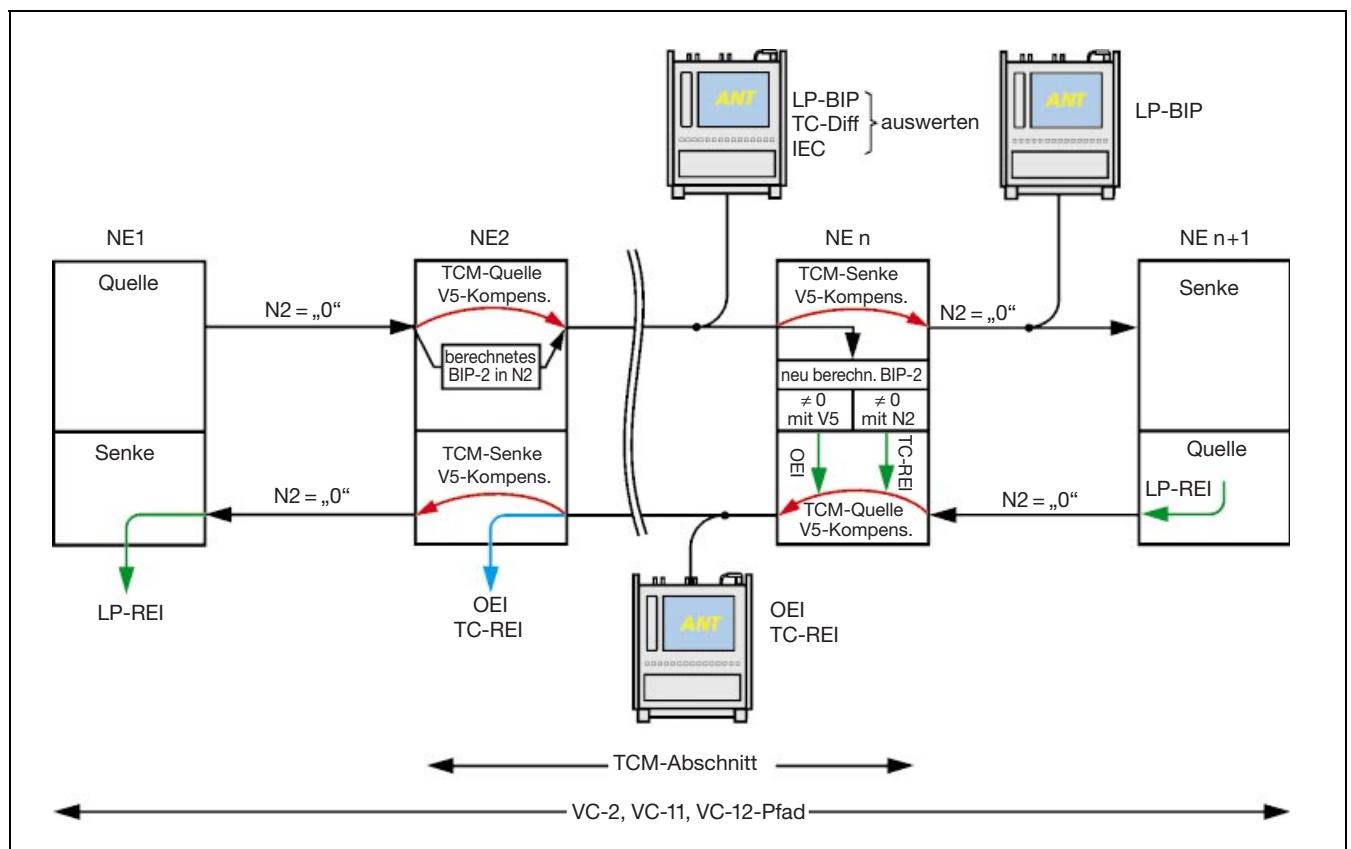 ANT
LP-BIP
TC-Diff
IEC
auswerten
ANT
LP-BIP
NE1
NE2
NE n
NE n+1
Quelle
N2 = „0“
TCM-Quelle
V5-Kompens.
berechnetes
BIP-2 in N2
TCM-Senke
V5-Kompens.
N2 = „0“
Senke
neu berechn. BIP-2
≠ 0
mit V5
≠ 0
mit N2
Senke
N2 = „0“
TCM-Senke
V5-Kompens.
OEI
TC-REI
TCM-Quelle
V5-Kompens.
N2 = „0“
Quelle
LP-REI
LP-REI
OEI
TC-REI
ANT
OEI
TC-REI
TCM-Abschnitt
VC-2, VC-11, VC-12-Pfad